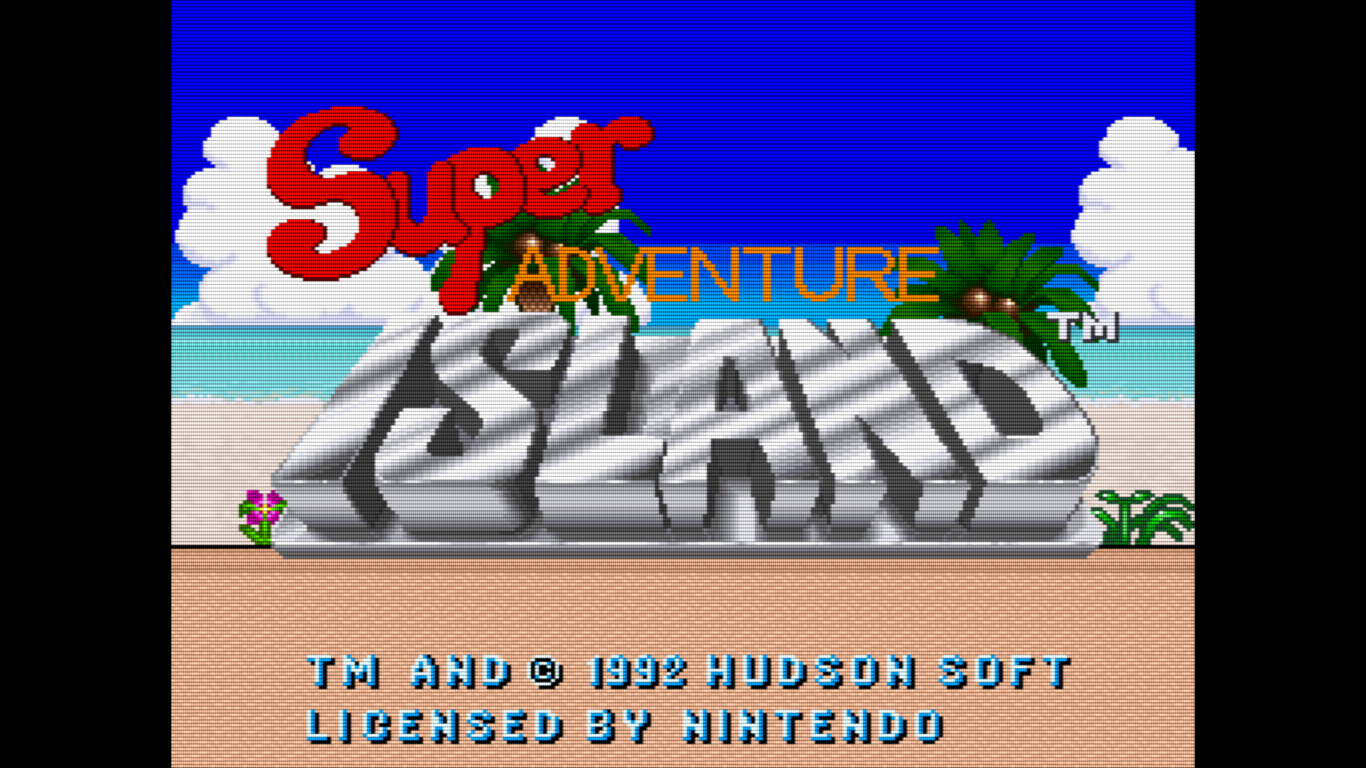 Super
ADVENTURE
ISLAND TM
TM AND © 1992 HUDSON SOFT
LICENSED BY NINTENDO